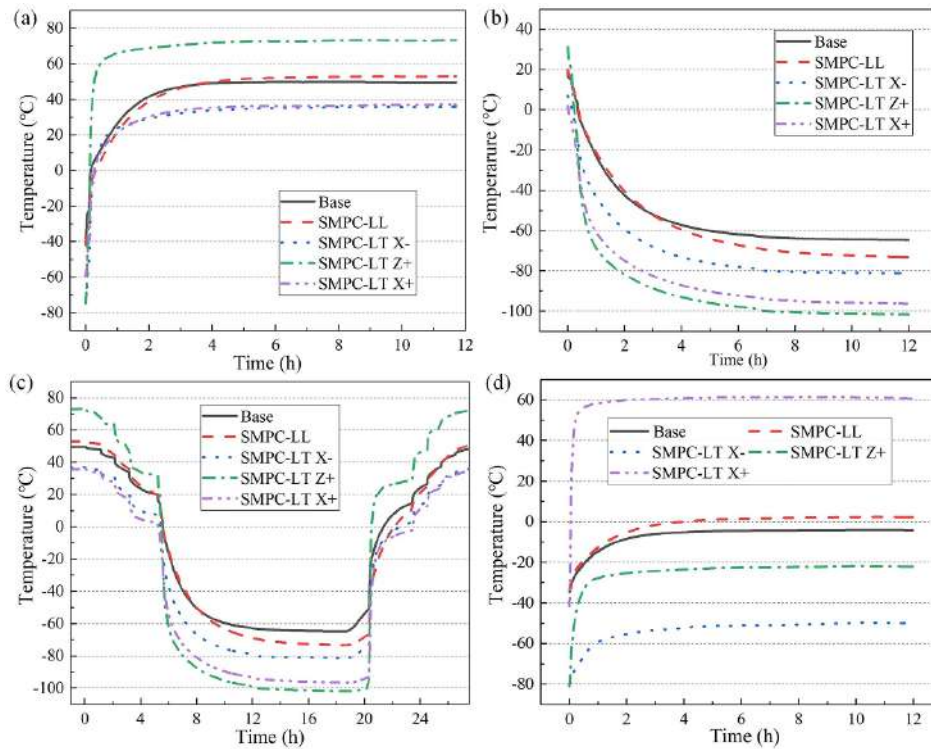 (a)
80
60
40
20
0
-20
-40
-60
-80
Temperature (°C)
Base
SMPC-LL
SMPC-LT X-
SMPC-LT Z+
SMPC-LT X+
0
2
4
6
8
10
12
Time (h)
(b)
40
20
0
-20
-40
-60
-80
-100
Temperarure (°C)
Base
SMPC-LL
SMPC-LT X-
SMPC-LT Z+
SMPC-LT X+
0
2
4
6
8
10
12
Time (h)
(c)
80
60
40
20
0
-20
-40
-60
-80
-100
Temperature (°C)
Base
SMPC-LL
SMPC-LT X-
SMPC-LT Z+
SMPC-LT X+
0
4
8
12
16
20
24
Time (h)
(d)
60
40
20
0
-20
-40
-60
-80
Temperature (°C)
Base
SMPC-LL
SMPC-LT X-
SMPC-LT Z+
SMPC-LT X+
0
2
4
6
8
10
12
Time (h)